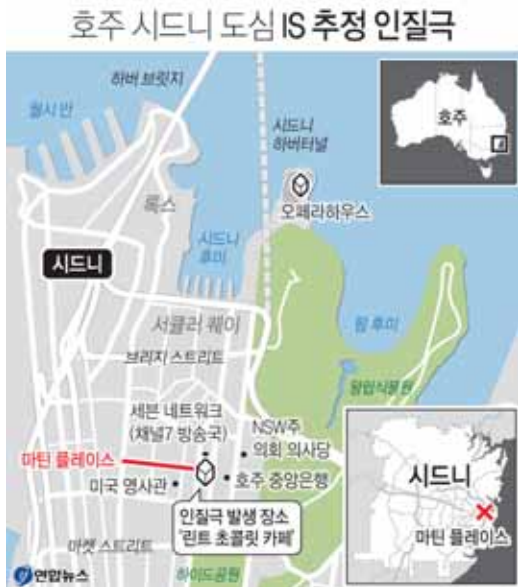 호주 시드니 도심 IS 추정 인질극
하버 브릿지
월시 만
호주
시드니
하버터널
록스
오페라하우스
시드니
후미
시드니
서큘러 웨이
팜 후미
브리지 스트리트
왕립식물원
세븐 네트워크
(채널7 방송국)
NSW주
의회 의사당
마틴 플레이스
미국 영사관
호주 중앙은행
인질극 발생 장소
'린트 초콜릿 카페'
시드니
마틴 플레이스
마켓 스트리트
하이드공원
연합뉴스